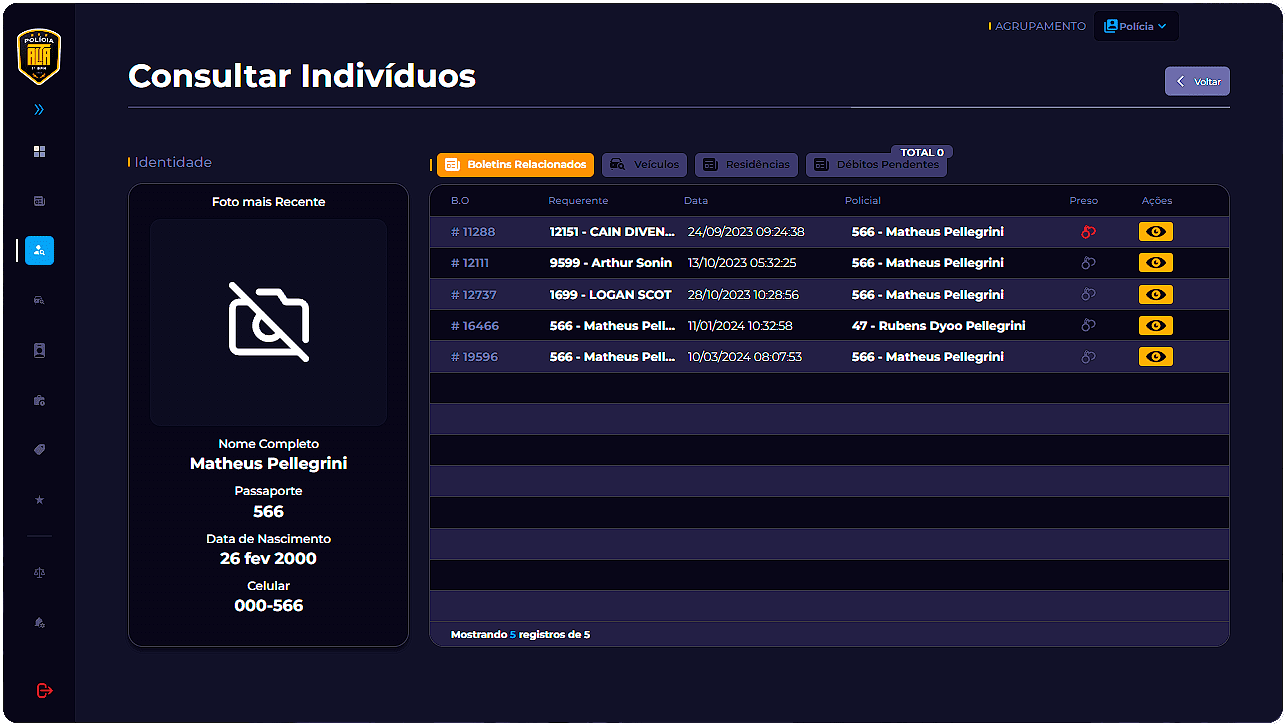 POLÍCIA
ALTA
AGRUPAMENTO
Polícia
Consultar Indivíduos
Voltar
Identidade
Foto mais Recente
Nome Completo
Matheus Pellegrini
Passaporte
566
Data de Nascimento
26 fev 2000
Celular
000-566
Boletins Relacionados
Veículos
Residências
TOTAL 0
Débitos Pendentes
B.O Requerente Data Policial Preso Ações
# 11288 12151 - CAIN DIVEN... 24/09/2023 09:24:38 566 - Matheus Pellegrini
# 12111 9599 - Arthur Sonin 13/10/2023 05:32:25 566 - Matheus Pellegrini
# 12737 1699 - LOGAN SCOT 28/10/2023 10:28:56 566 - Matheus Pellegrini
# 16466 566 - Matheus Pell... 11/01/2024 10:32:58 47 - Rubens Dyoo Pellegrini
# 19596 566 - Matheus Pell... 10/03/2024 08:07:53 566 - Matheus Pellegrini
Mostrando 5 registros de 5